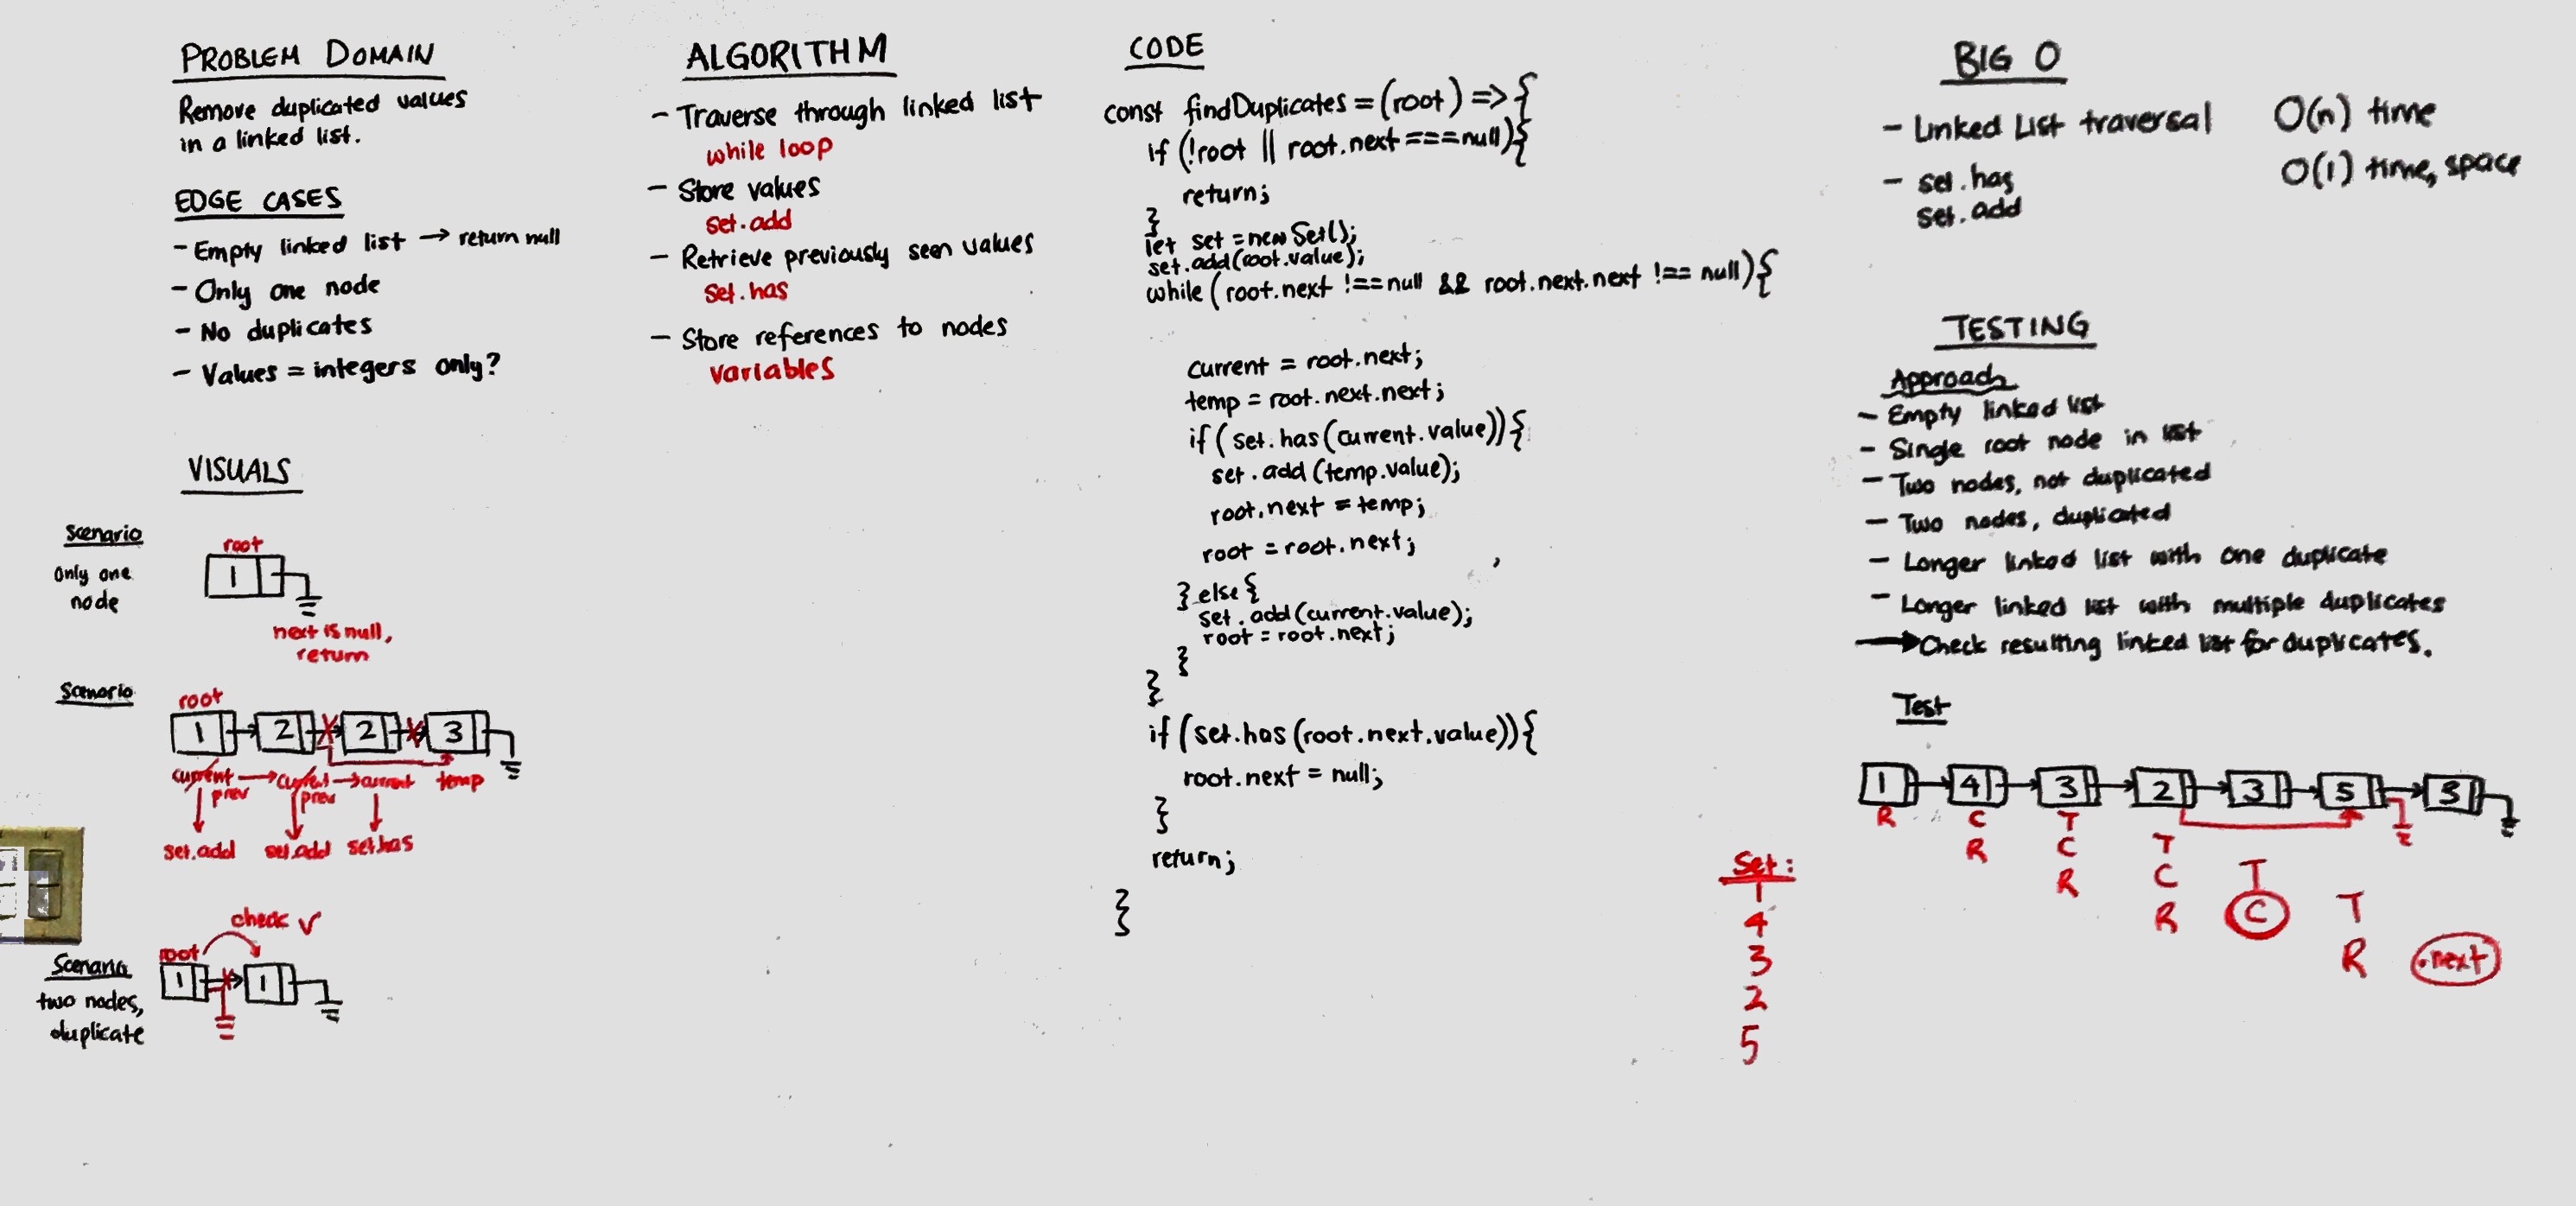 PROBLEM DOMAIN
Remove duplicated values
in a linked list.
EDGE CASES
- Empty linked list → return null
- Only one node
- No duplicates
- Values = integers only?
VISUALS
Scenario
only one
node
root
1
next is null,
return
Scenario
root
1 2 2 3
current → current → current temp
prev prev
set.add set.add set.has
Scenario
two nodes,
duplicate
check √
root
1 1
ALGORITHM
- Traverse through linked list
while loop
- Store values
set.add
- Retrieve previously seen values
set.has
- Store references to nodes
variables
CODE
const findDuplicates = (root) => {
if (!root || root.next === null){
return;
}
let set = new Set();
set.add(root.value);
while (root.next !== null && root.next.next !== null){
current = root.next;
temp = root.next.next;
if (set.has(current.value)){
set.add(temp.value);
root.next = temp;
root = root.next;
} else {
set.add(current.value);
root = root.next;
}
}
if (set.has(root.next.value)){
root.next = null;
}
return;
}
BIG O
- Linked List traversal O(n) time
- set.has O(1) time, space
set.add
TESTING
Approach
- Empty linked list
- Single root node in list
- Two nodes, not duplicated
- Two nodes, duplicated
- Longer linked list with one duplicate
- Longer linked list with multiple duplicates
→ Check resulting linked list for duplicates.
Test
1 4 3 2 3 5 5
R C T
R C T
R C T
R C T
R .next
Set:
1
4
3
2
5